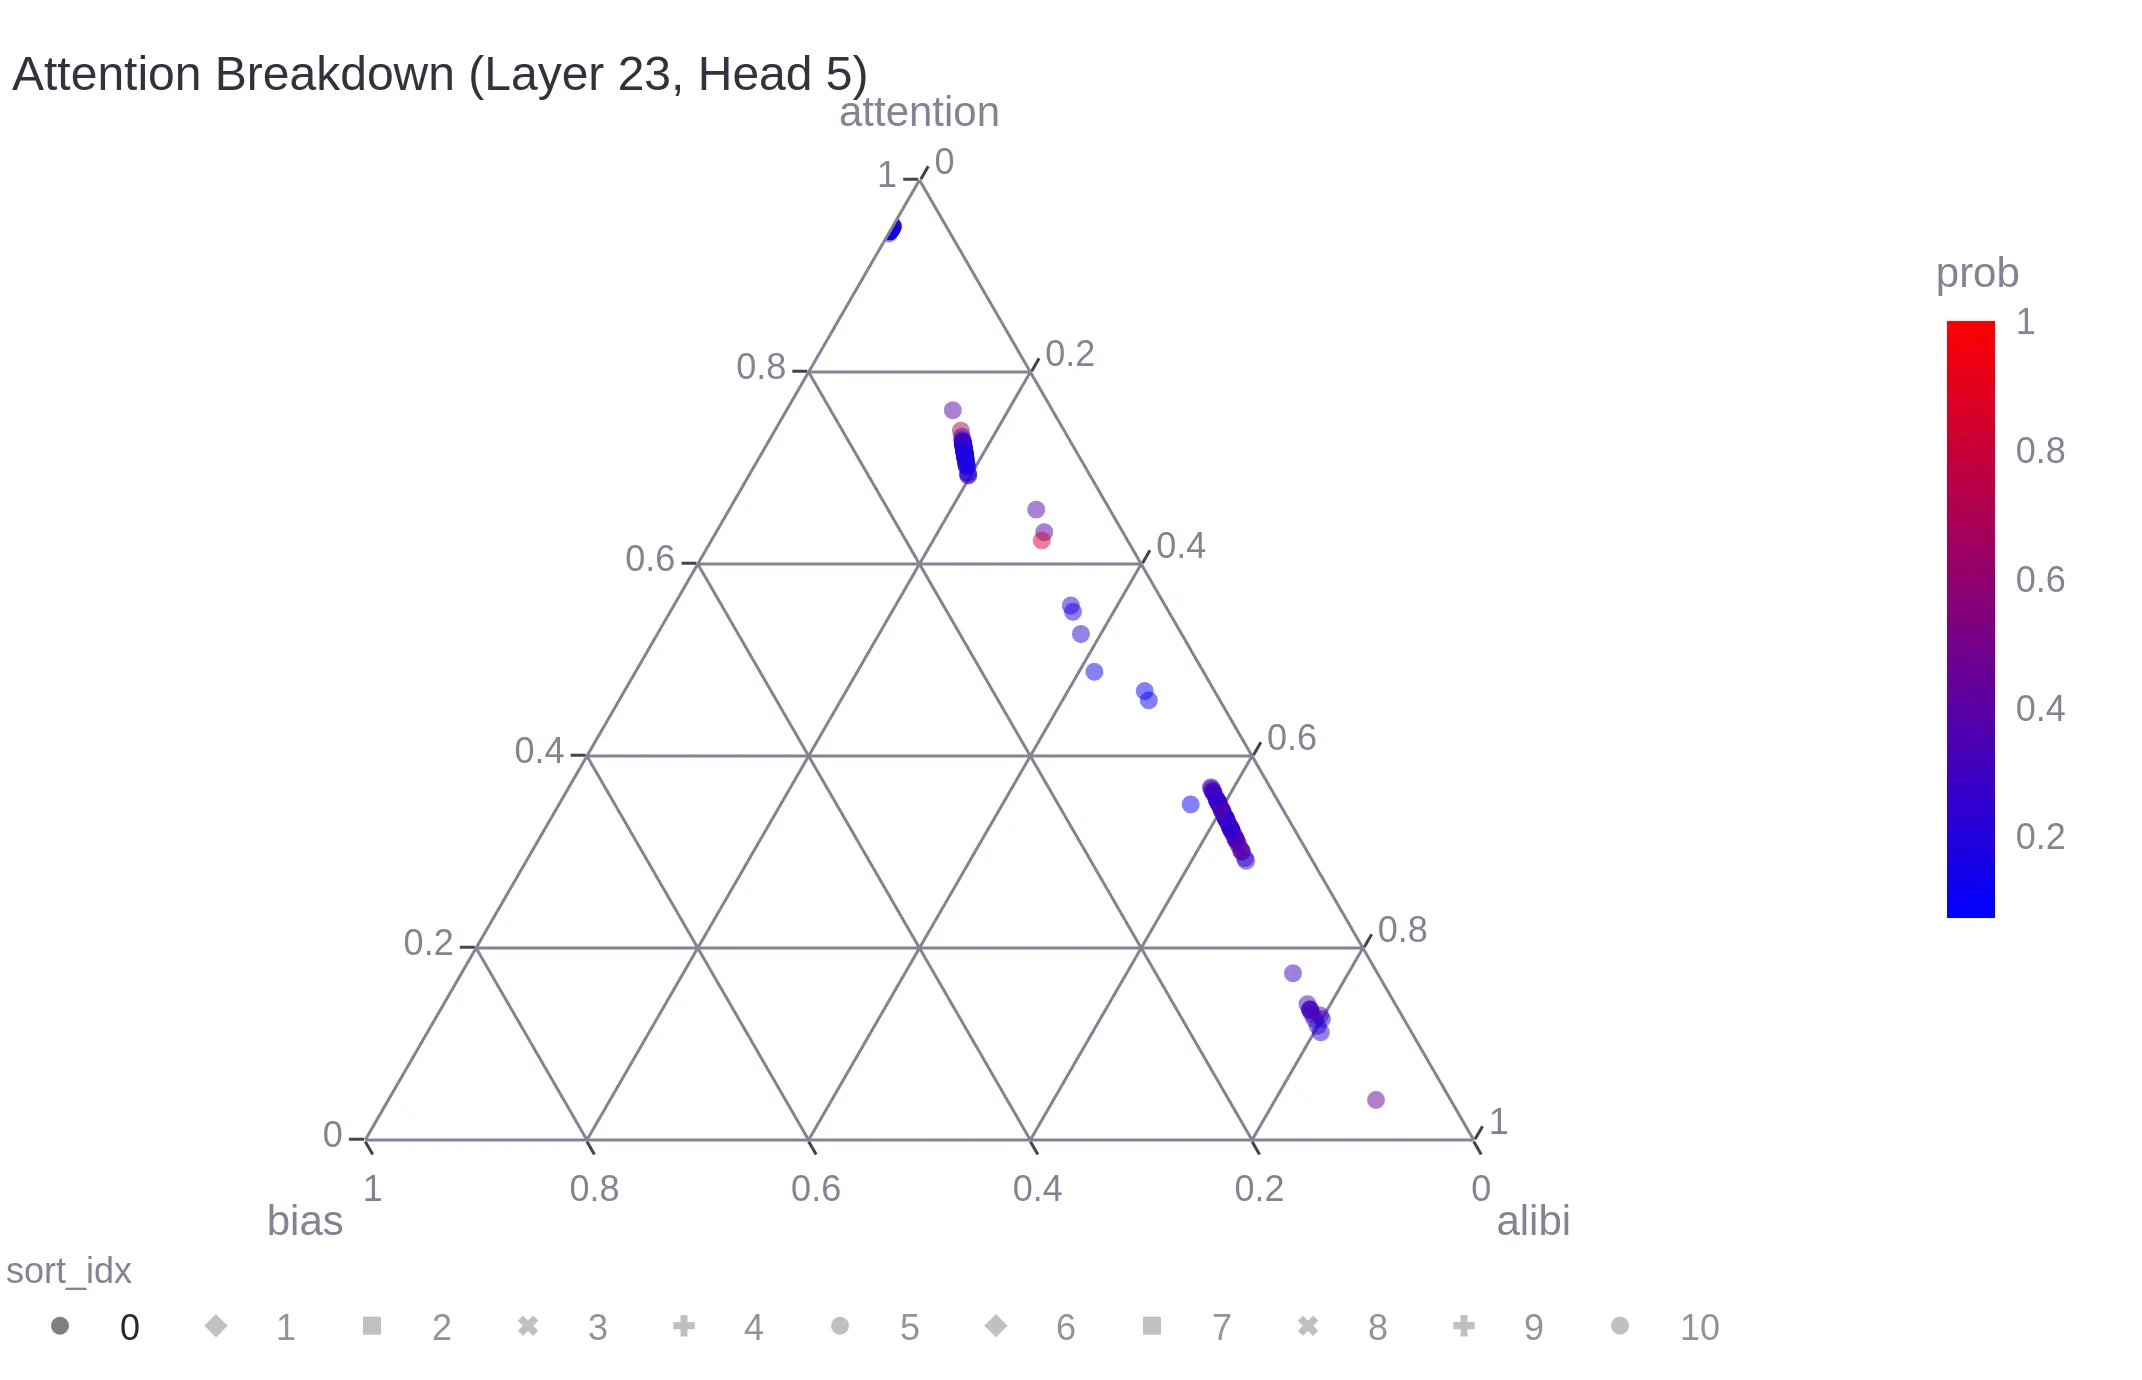 Attention Breakdown (Layer 23, Head 5)
attention
1 0
prob
1
0.8 0.2
0.8
0.6 0.4
0.6
0.4 0.6
0.4
0.2 0.8
0.2
0 1
1 0.8 0.6 0.4 0.2 0
bias alibi
sort_idx
0 1 2 3 4 5 6 7 8 9 10